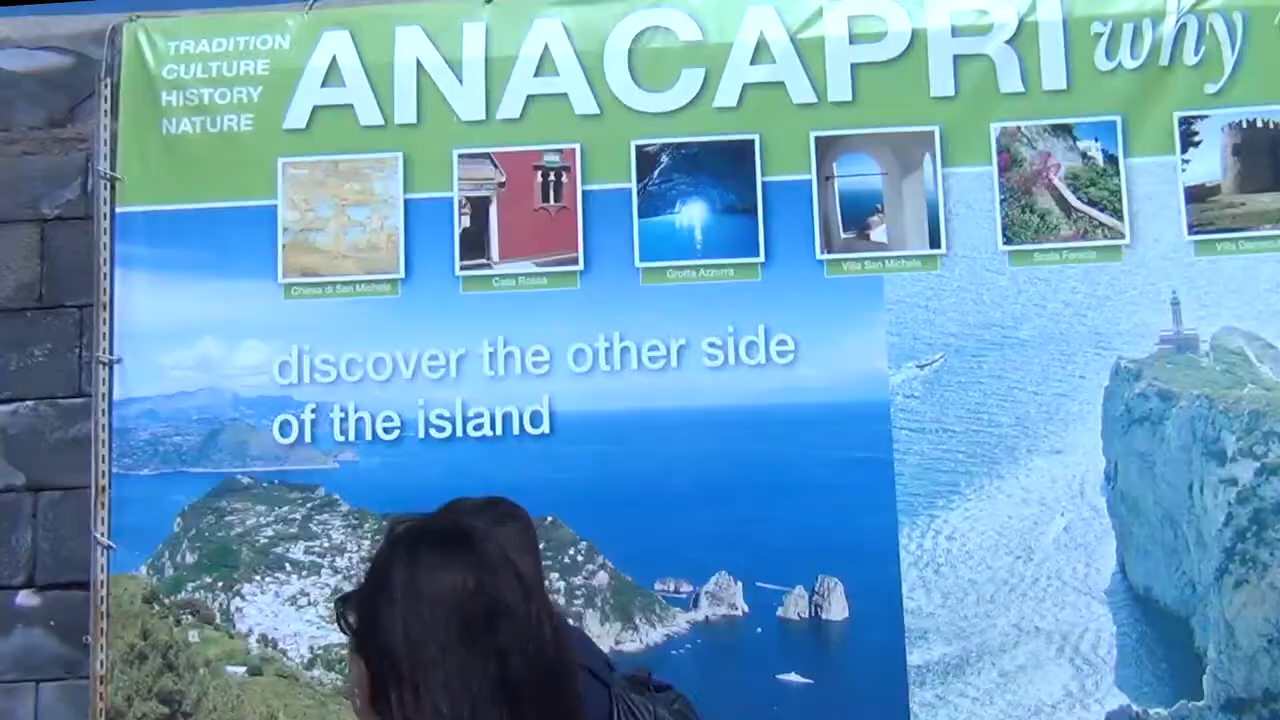 TRADITION
CULTURE
HISTORY
NATURE
ANACAPRI why
Chiesa di San Michele
Casa Rossa
Grotta Azzurra
Villa San Michele
Scala Fenicia
Villa
discover the other side
of the island